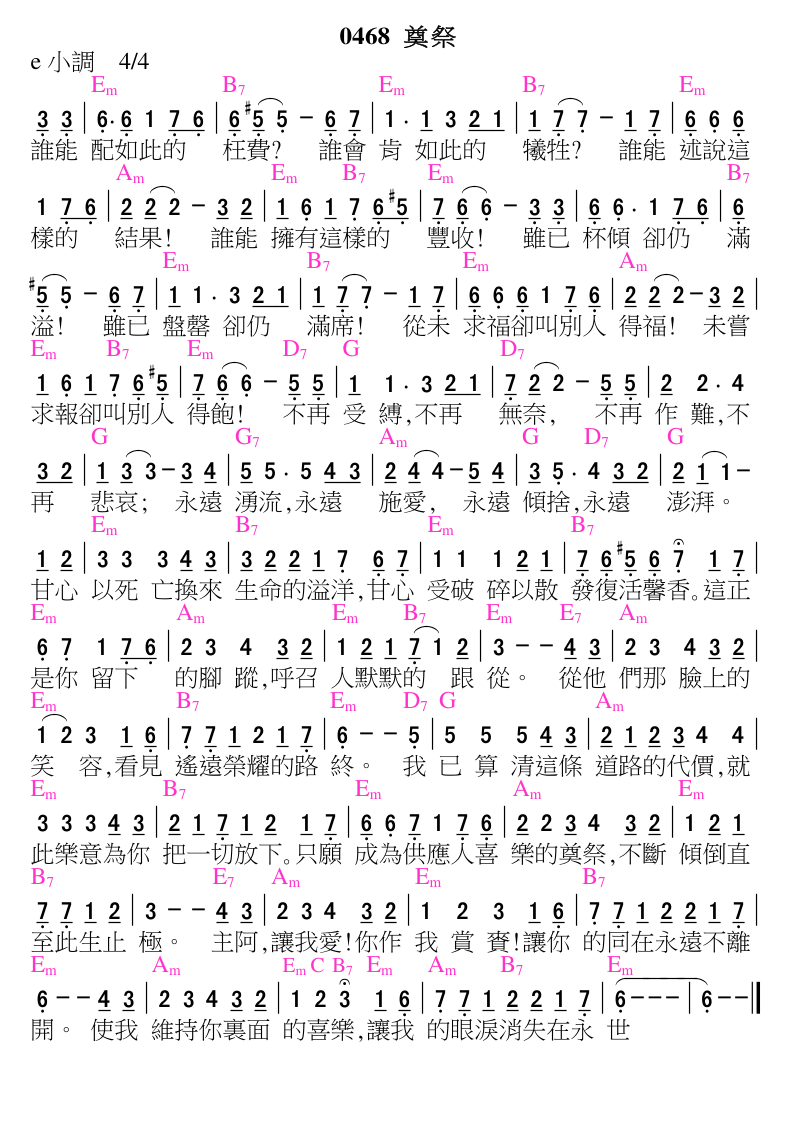 0468 奠祭
e 小調 4/4
Em B7 Em B7 Em
3 3 | 6· 6 1 7 6 | 6 #5 5 – 6 7 | 1 · 1 3 2 1 | 1 7 7 – 1 7 | 6 6 6
誰能 配如此的 枉費? 誰會 肯 如此的 犧牲? 誰能 述說這
Am Em B7 Em B7
1 7 6 | 2 2 2 – 3 2 | 1 6 1 7 6 #5 | 7 6 6 – 3 3 | 6 6 · 1 7 6 | 6
樣的 結果! 誰能 擁有這樣的 豐收! 雖已 杯傾 卻仍 滿
Em B7 Em Am
#5 5 – 6 7 | 1 1 · 3 2 1 | 1 7 7 – 1 7 | 6 6 6 1 7 6 | 2 2 2 – 3 2 |
溢! 雖已 盤罄 卻仍 滿席! 從未 求福卻叫別人 得福! 未嘗
Em B7 Em D7 G D7
1 6 1 7 6 #5 | 7 6 6 – 5 5 | 1 1 · 3 2 1 | 7 2 2 – 5 5 | 2 2 · 4
求報卻叫別人 得飽! 不再 受 縛,不再 無奈, 不再 作 難,不
G G7 Am G D7 G
3 2 | 1 3 3 – 3 4 | 5 5 · 5 4 3 | 2 4 4 – 5 4 | 3 5 · 4 3 2 | 2 1 1 –
再 悲哀; 永遠 湧流,永遠 施愛, 永遠 傾捨,永遠 澎湃。
Em B7 Em B7
1 2 | 3 3 3 4 3 | 3 2 2 1 7 6 7 | 1 1 1 2 1 | 7 6 #5 6 7 1 7 |
甘心 以死 亡換來 生命的溢洋,甘心 受破 碎以散 發復活馨香。這正
Em Am Em B7 Em E7 Am
6 7 1 7 6 | 2 3 4 3 2 | 1 2 1 7 1 2 | 3 – – 4 3 | 2 3 4 3 2 |
是你 留下 的腳 蹤,呼召 人默默的 跟 從。 從他 們那 臉上的
Em B7 Em D7 G Am
1 2 3 1 6 | 7 7 1 2 1 7 | 6 – – 5 | 5 5 5 4 3 | 2 1 2 3 4 4 |
笑 容,看見 遙遠榮耀的路 終。 我 已 算 清這條 道路的代價,就
Em B7 Em Am Em
3 3 3 4 3 | 2 1 7 1 2 1 7 | 6 6 7 1 7 6 | 2 2 3 4 3 2 | 1 2 1
此樂意為你 把一切放下。只願 成為供應人喜 樂的奠祭,不斷 傾倒直
B7 E7 Am Em B7
7 7 1 2 | 3 – – 4 3 | 2 3 4 3 2 | 1 2 3 1 6 | 7 7 1 2 2 1 7 |
至此生止 極。 主阿,讓我愛!你作 我 賞 賚!讓你 的同在永遠不離
Em Am Em C B7 Em Am B7 Em
6 – – 4 3 | 2 3 4 3 2 | 1 2 3 1 6 | 7 7 1 2 2 1 7 | 6 – – – | 6 – – ||
開。 使我 維持你裏面 的喜樂,讓我 的眼淚消失在永 世